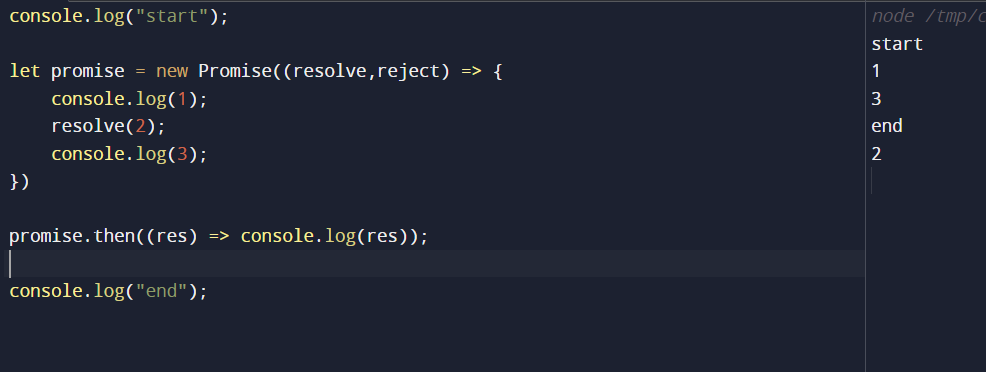 console.log("start");
let promise = new Promise((resolve,reject) => {
    console.log(1);
    resolve(2);
    console.log(3);
})
promise.then((res) => console.log(res));
console.log("end");
node /tmp/
start
1
3
end
2